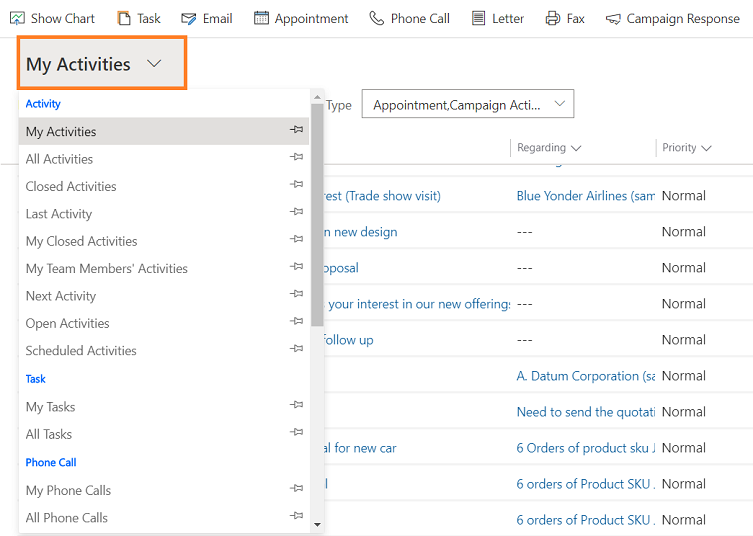 Show Chart Task Email Appointment Phone Call Letter Fax Campaign Response
My Activities
Activity
Type Appointment,Campaign Acti...
My Activities
Regarding Priority
All Activities
Closed Activities
rest (Trade show visit) Blue Yonder Airlines (sam Normal
Last Activity
n new design --- Normal
My Closed Activities
My Team Members' Activities
oposal --- Normal
Next Activity
your interest in our new offerings --- Normal
Open Activities
follow up --- Normal
Scheduled Activities
Task
A. Datum Corporation (sa Normal
My Tasks
Need to send the quotati Normal
All Tasks
al for new car 6 Orders of product sku J Normal
Phone Call
My Phone Calls
6 orders of Product SKU Normal
All Phone Calls
6 orders of Product SKU Normal